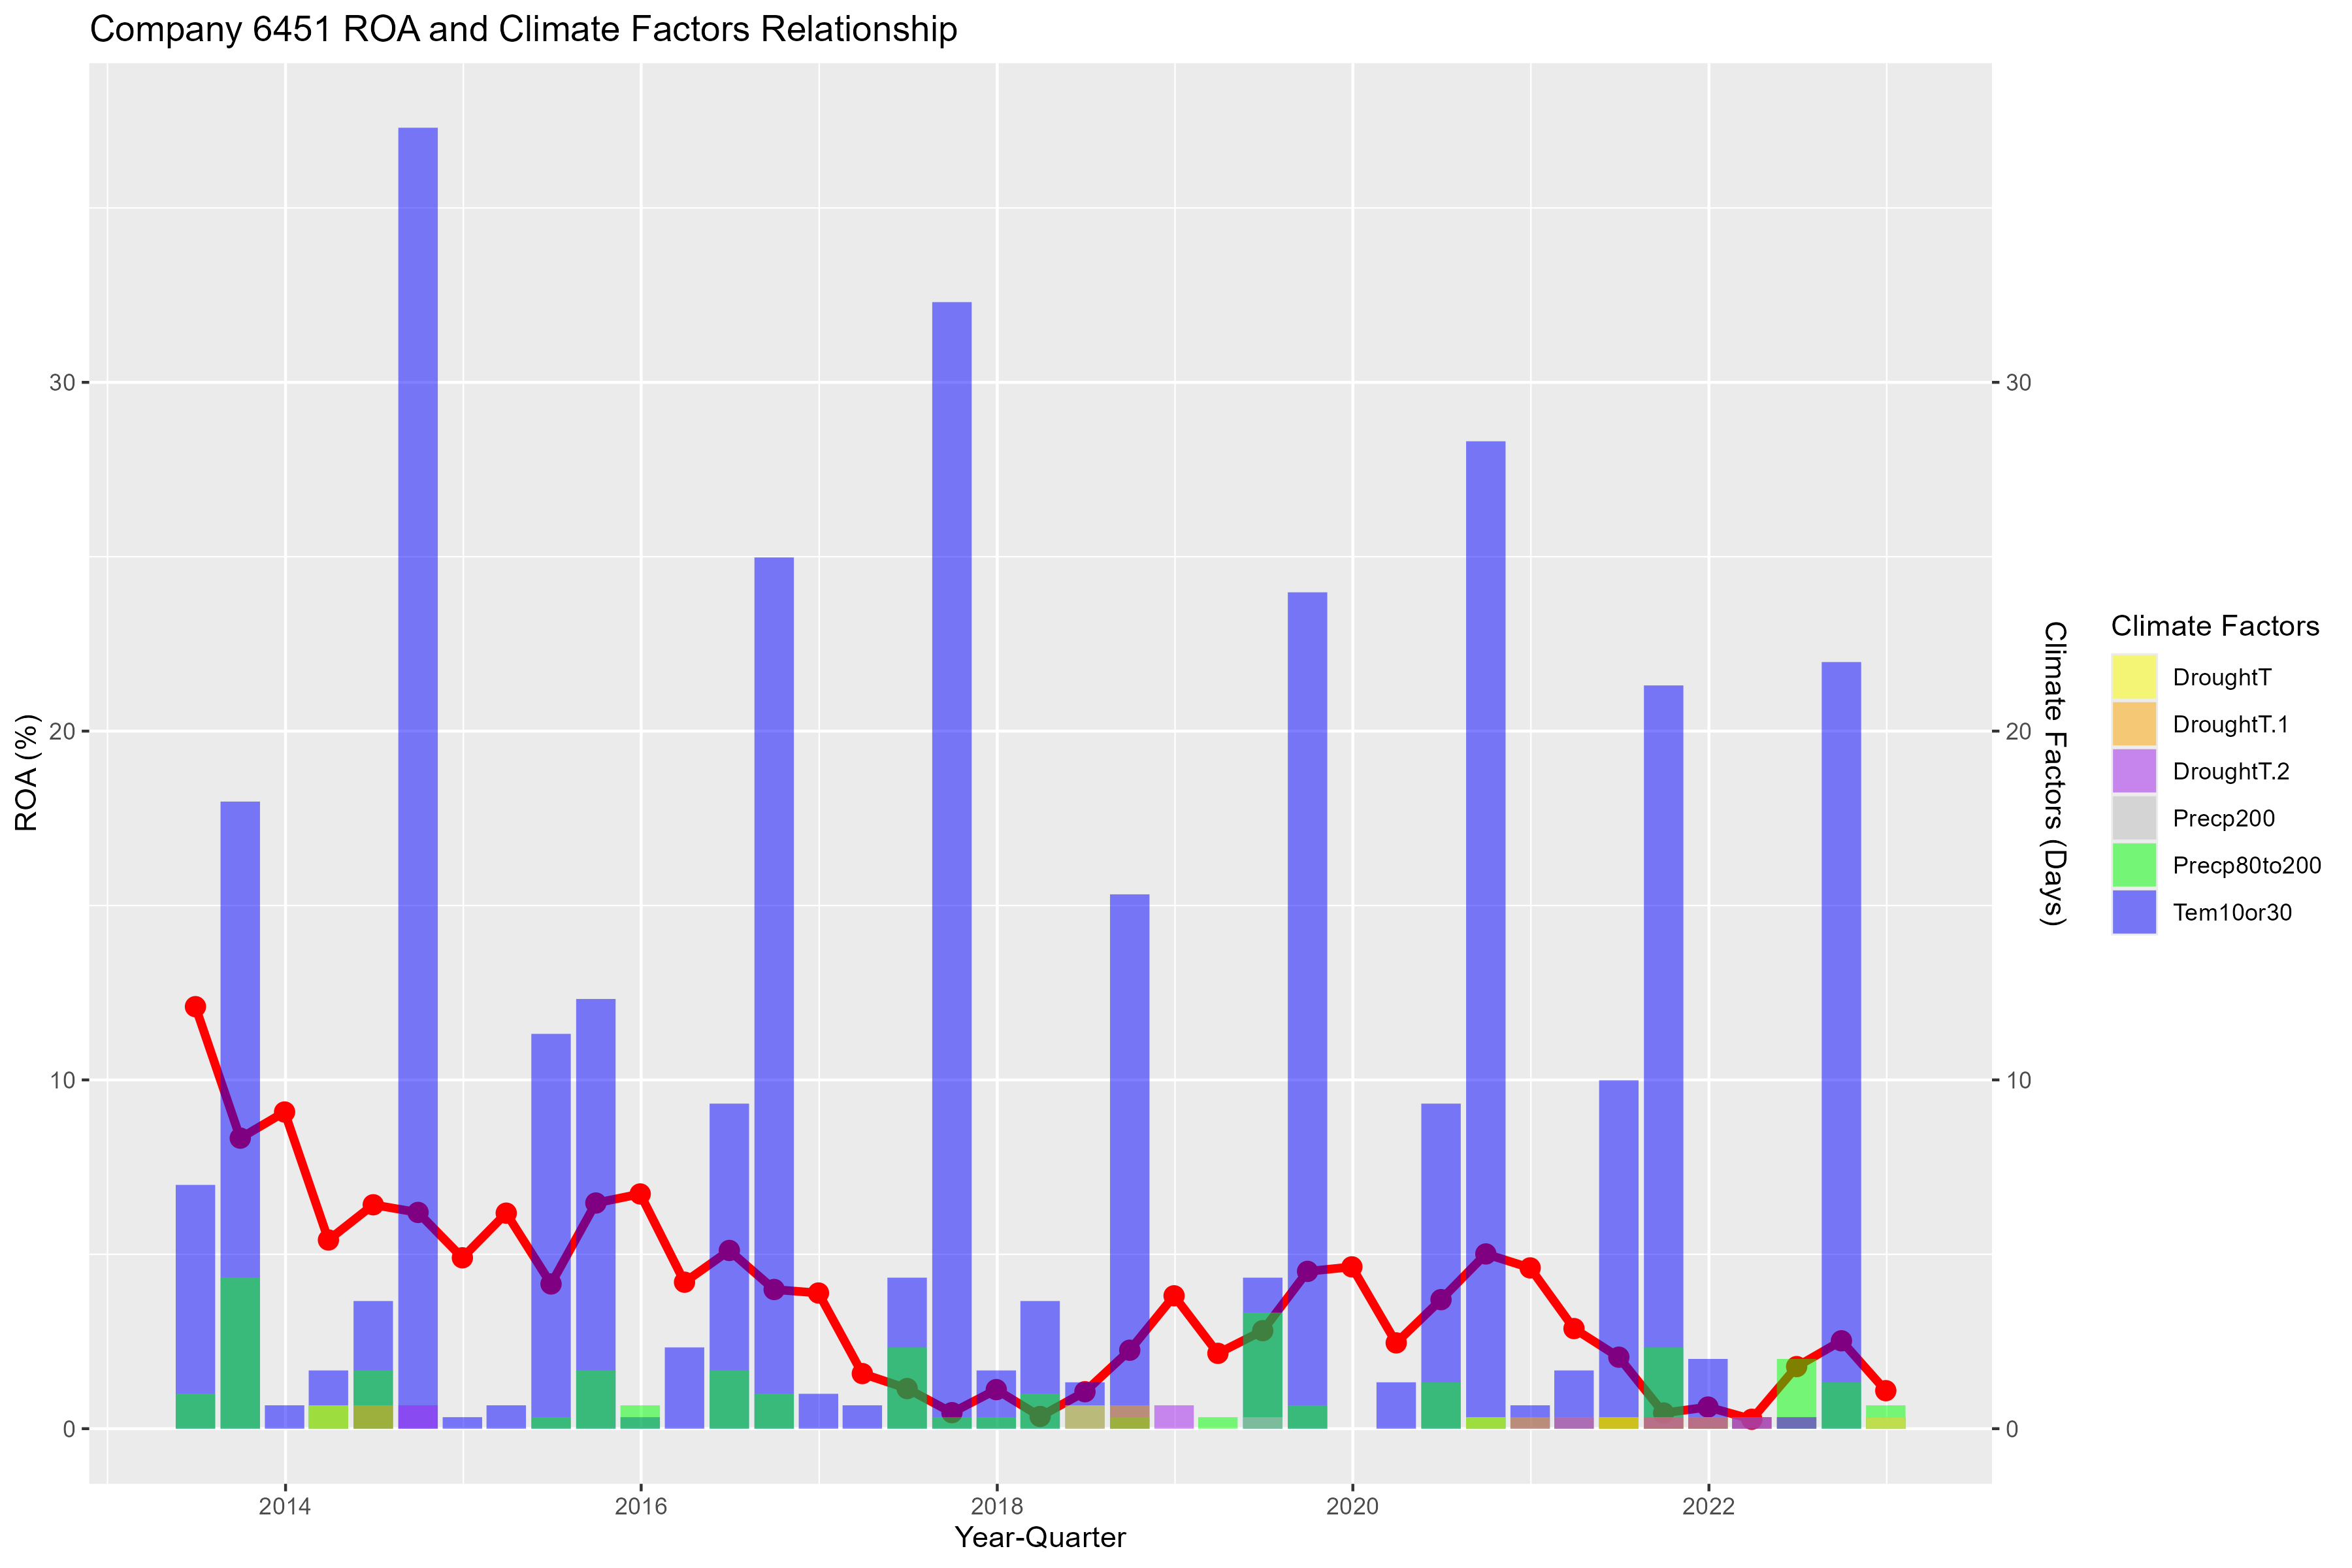 Company 6451 ROA and Climate Factors Relationship
ROA (%)
30
20
10
0
30
20
10
0
Climate Factors (Days)
2014
2016
2018
2020
2022
Year-Quarter
Climate Factors
DroughtT
DroughtT.1
DroughtT.2
Precp200
Precp80to200
Tem10or30